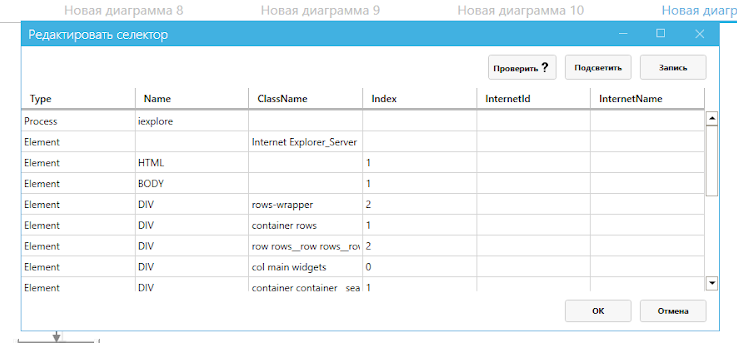 Новая диаграмма 8 Новая диаграмма 9 Новая диаграмма 10 Новая диагр
Редактировать селектор
Проверить ? Подсветить Запись
Type Name ClassName Index InternetId InternetName
Process iexplore
Element Internet Explorer_Server
Element HTML 1
Element BODY 1
Element DIV rows-wrapper 2
Element DIV container rows 1
Element DIV row rows__row rows__rov 2
Element DIV col main widgets 0
Element DIV container container__sea 1
ОК Отмена